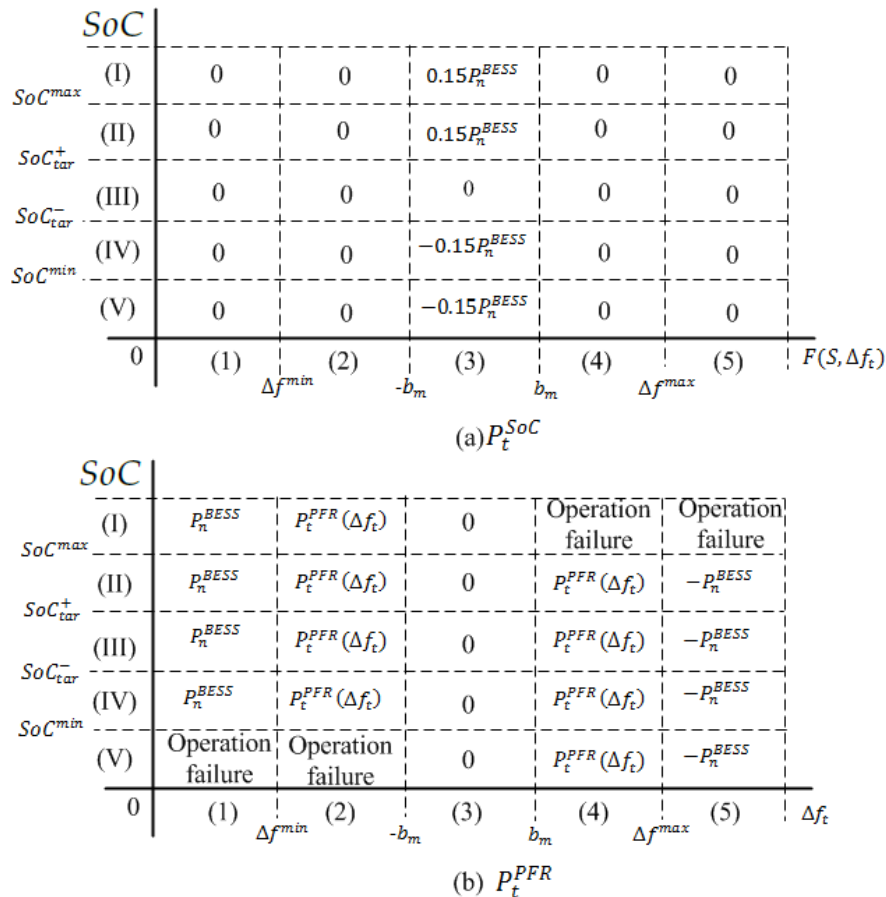 SoC
(I) 0 0 0.15P_n^{BESS} 0 0
SoC^{max}
(II) 0 0 0.15P_n^{BESS} 0 0
SoC_{tar}^+
(III) 0 0 0 0 0
SoC_{tar}^-
(IV) 0 0 −0.15P_n^{BESS} 0 0
SoC^{min}
(V) 0 0 −0.15P_n^{BESS} 0 0
0 (1) (2) (3) (4) (5) F(S, Δf_t)
Δf^{min} -b_m b_m Δf^{max}
(a)P_t^{SoC}
SoC
(I) P_n^{BESS} P_t^{PFR}(Δf_t) 0 Operation failure Operation failure
SoC^{max}
(II) P_n^{BESS} P_t^{PFR}(Δf_t) 0 P_t^{PFR}(Δf_t) −P_n^{BESS}
SoC_{tar}^+
(III) P_n^{BESS} P_t^{PFR}(Δf_t) 0 P_t^{PFR}(Δf_t) −P_n^{BESS}
SoC_{tar}^-
(IV) P_n^{BESS} P_t^{PFR}(Δf_t) 0 P_t^{PFR}(Δf_t) −P_n^{BESS}
SoC^{min}
(V) Operation failure Operation failure 0 P_t^{PFR}(Δf_t) −P_n^{BESS}
0 (1) (2) (3) (4) (5) Δf_t
Δf^{min} -b_m b_m Δf^{max}
(b) P_t^{PFR}